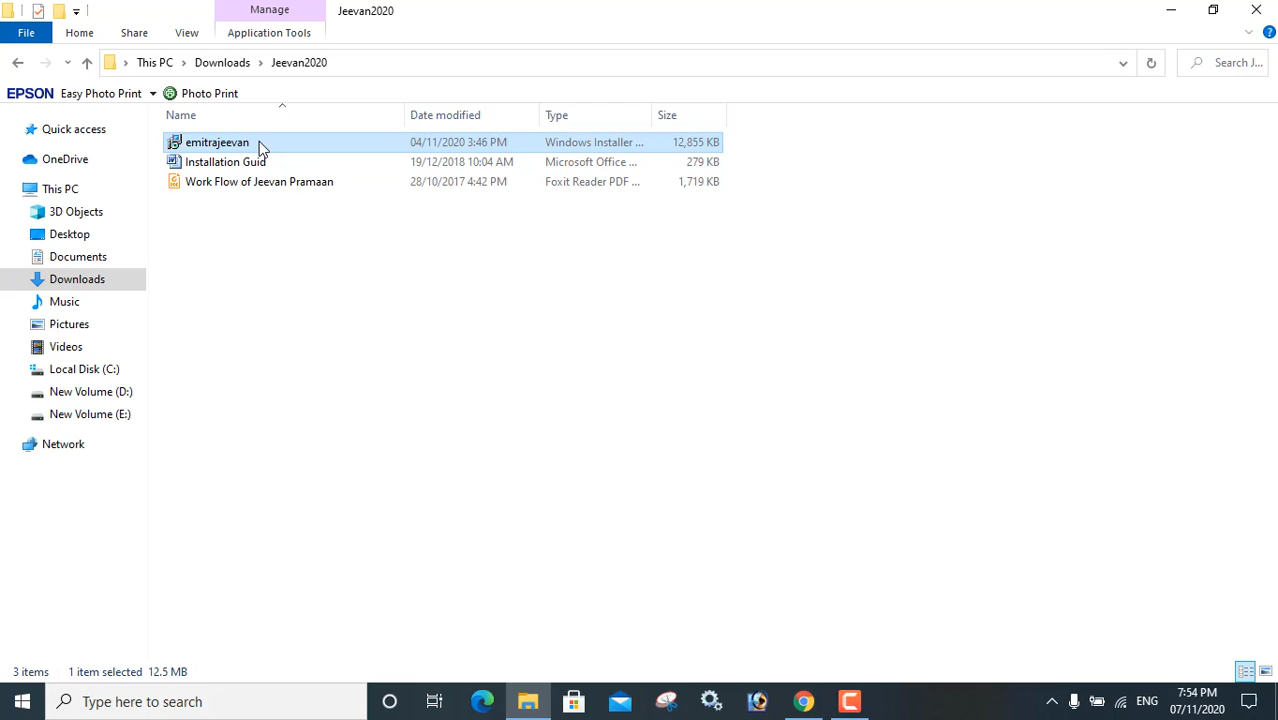 Manage
Jeevan2020
File
Home
Share
View
Application Tools
This PC > Downloads > Jeevan2020
Search J...
EPSON Easy Photo Print
Photo Print
Name
Date modified
Type
Size
emitrajeevan 04/11/2020 3:46 PM Windows Installer ... 12,855 KB
Installation Guid 19/12/2018 10:04 AM Microsoft Office ... 279 KB
Work Flow of Jeevan Pramaan 28/10/2017 4:42 PM Foxit Reader PDF ... 1,719 KB
Quick access
OneDrive
This PC
3D Objects
Desktop
Documents
Downloads
Music
Pictures
Videos
Local Disk (C:)
New Volume (D:)
New Volume (E:)
Network
3 items 1 item selected 12.5 MB
Type here to search
ENG
7:54 PM
07/11/2020